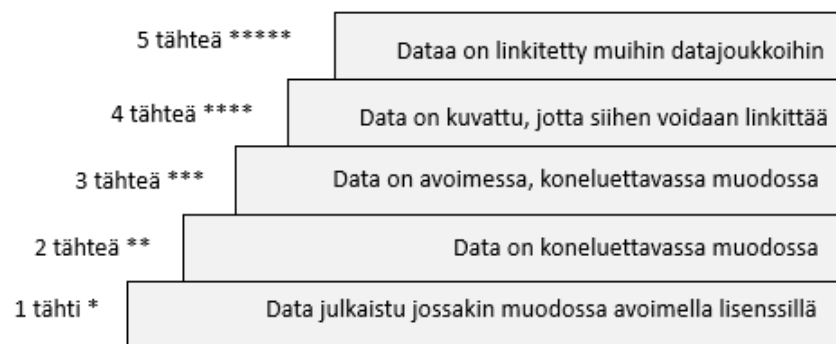 5 tähteä *****
Dataa on linkitetty muihin datajoukkoihin
4 tähteä ****
Data on kuvattu, jotta siihen voidaan linkittää
3 tähteä ***
Data on avoimessa, koneluettavassa muodossa
2 tähteä **
Data on koneluettavassa muodossa
1 tähti *
Data julkaistu jossakin muodossa avoimella lisenssillä